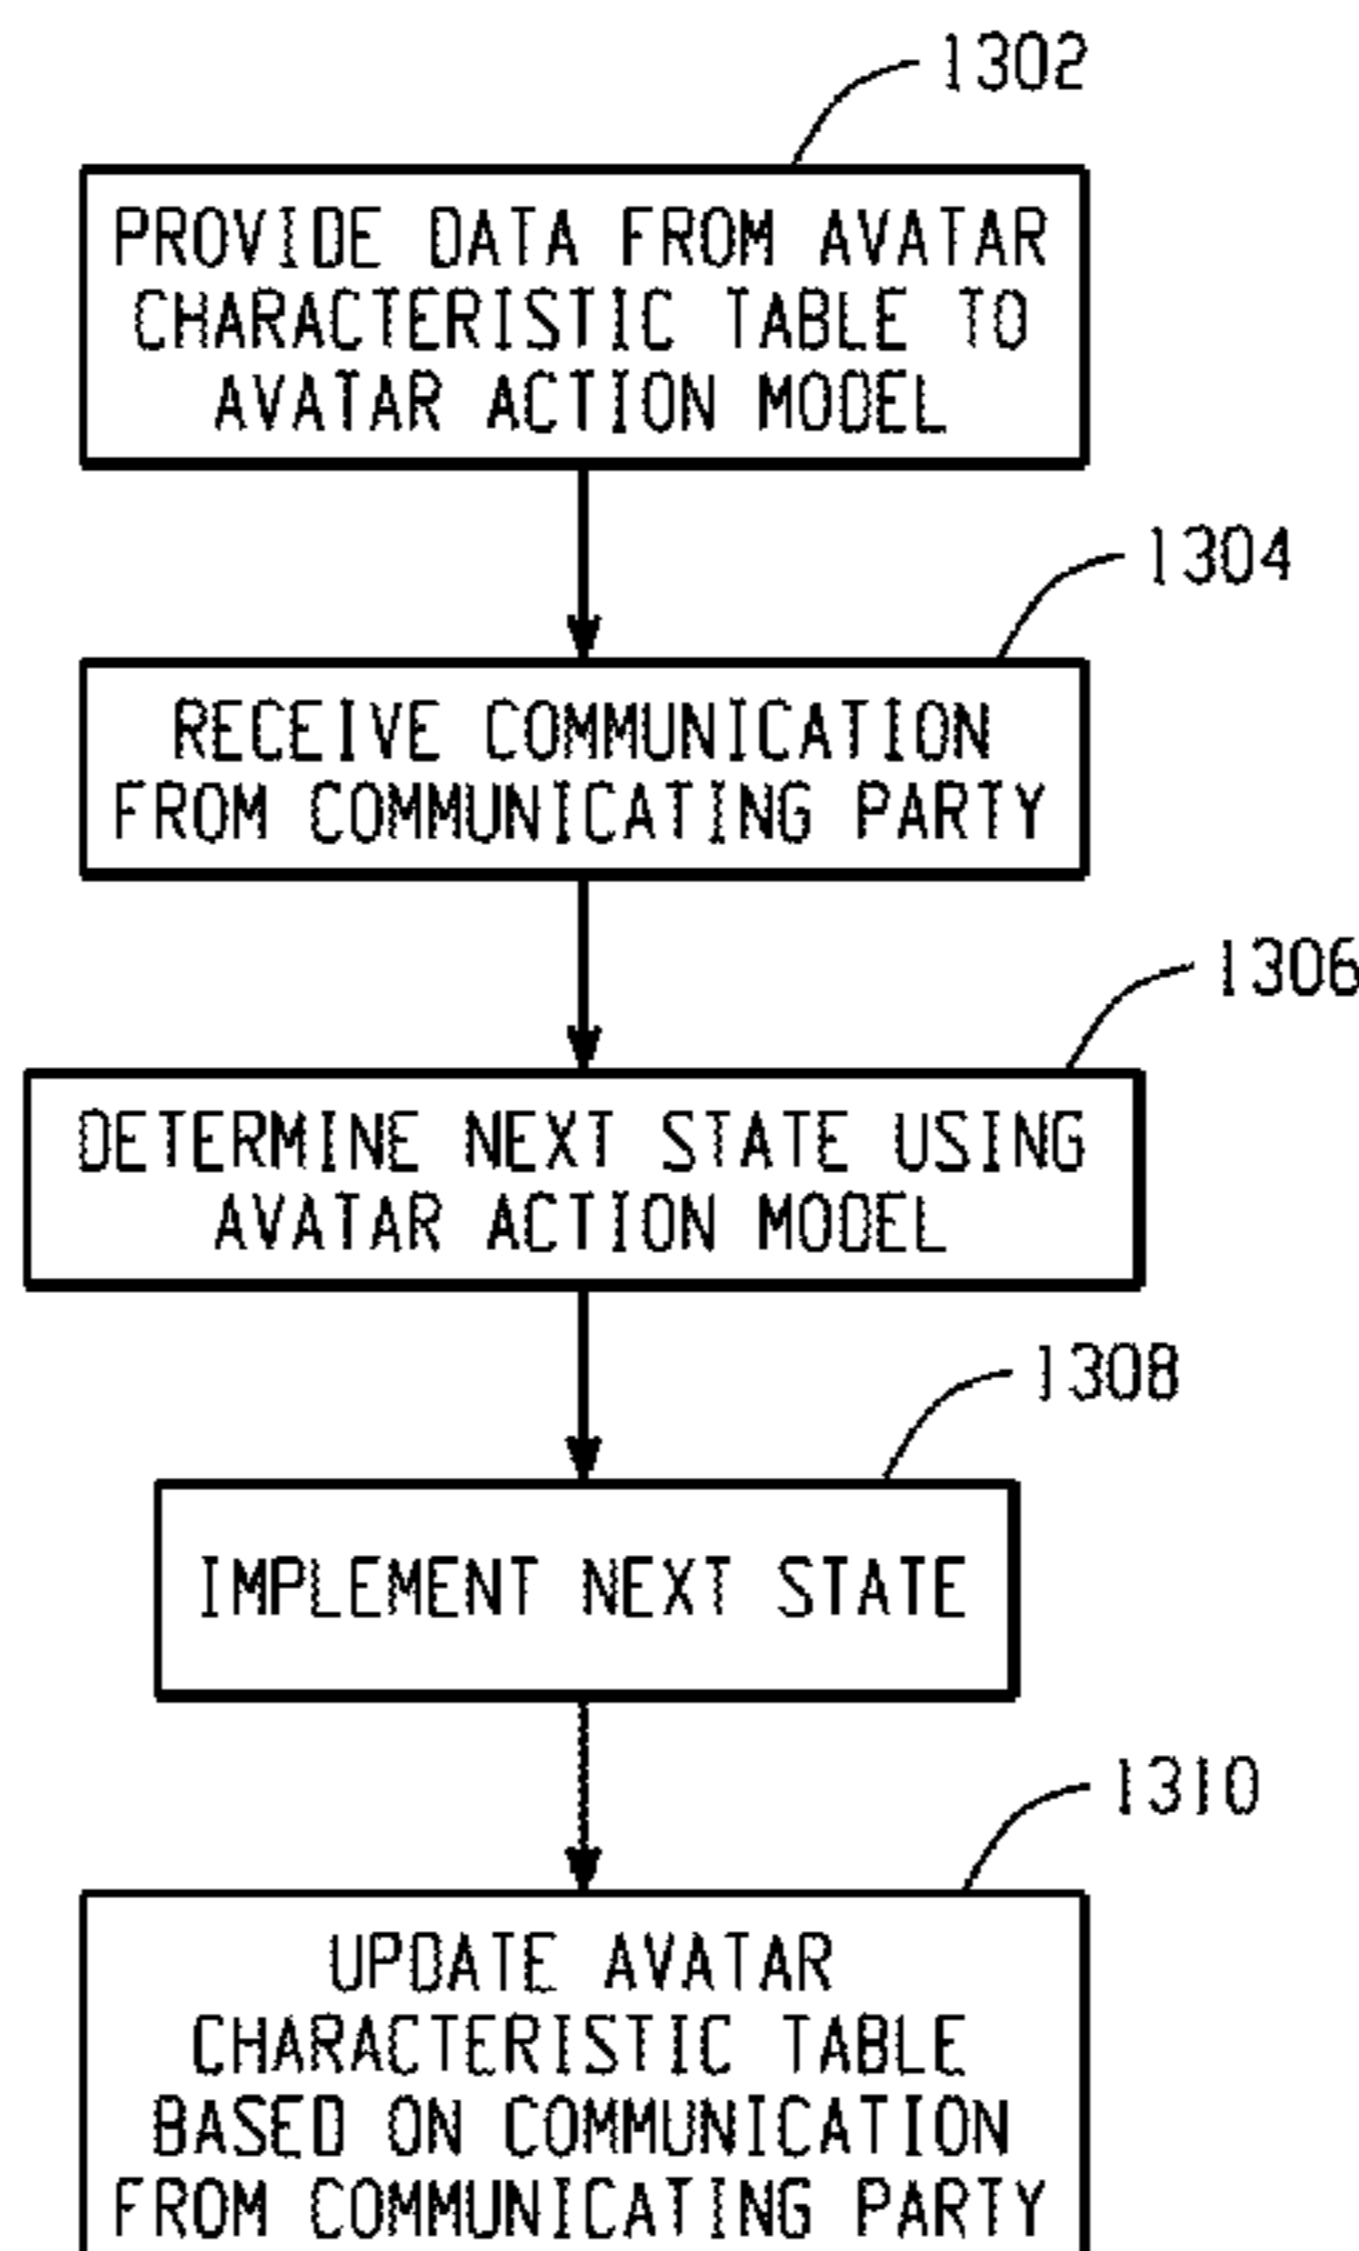 1302
PROVIDE DATA FROM AVATAR
CHARACTERISTIC TABLE TO
AVATAR ACTION MODEL
1304
RECEIVE COMMUNICATION
FROM COMMUNICATING PARTY
1306
DETERMINE NEXT STATE USING
AVATAR ACTION MODEL
1308
IMPLEMENT NEXT STATE
1310
UPDATE AVATAR
CHARACTERISTIC TABLE
BASED ON COMMUNICATION
FROM COMMUNICATING PARTY